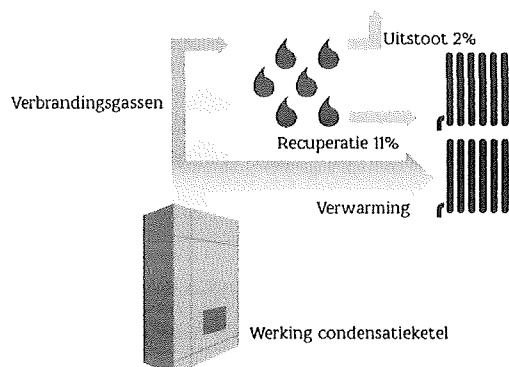 Uitstoot 2%
Verbrandingsgassen
Recuperatie 11%
Verwarming
Werking condensatieketel